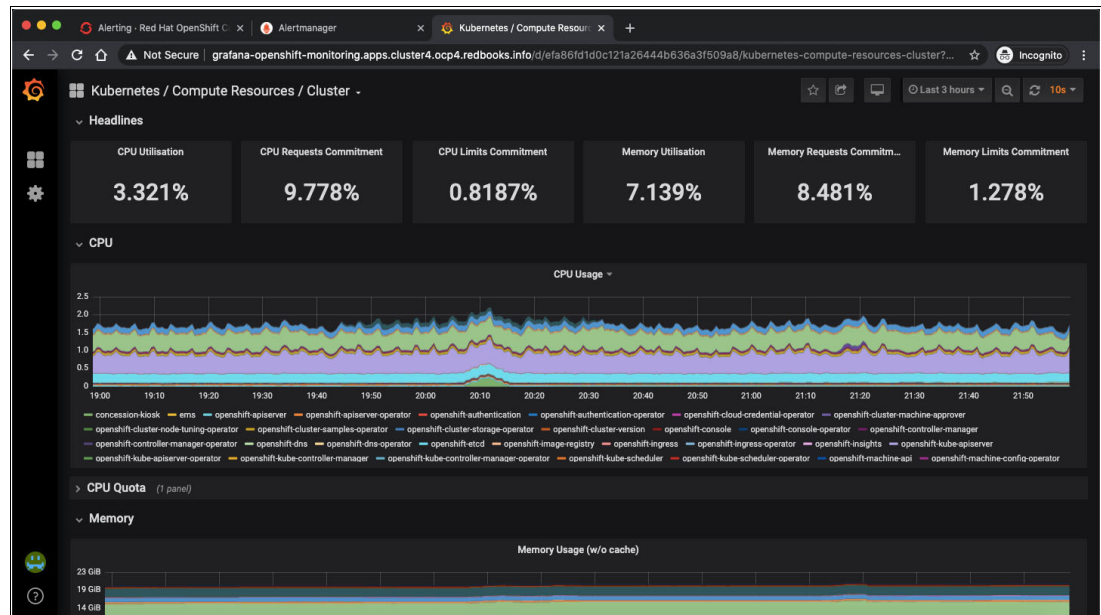 Alerting · Red Hat OpenShift C
Alertmanager
Kubernetes / Compute Resour
Not Secure | grafana-openshift-monitoring.apps.cluster4.ocp4.redbooks.info/d/efa86fd1d0c121a26444b636a3f509a8/kubernetes-compute-resources-cluster?...
Incognito
Kubernetes / Compute Resources / Cluster
Last 3 hours
10s
Headlines
CPU Utilisation
CPU Requests Commitment
CPU Limits Commitment
Memory Utilisation
Memory Requests Commitm...
Memory Limits Commitment
3.321%
9.778%
0.8187%
7.139%
8.481%
1.278%
CPU
CPU Usage
2.5
2.0
1.5
1.0
0.5
0
19:00 19:10 19:20 19:30 19:40 19:50 20:00 20:10 20:20 20:30 20:40 20:50 21:00 21:10 21:20 21:30 21:40 21:50
concession-kiosk ems openshift-apiserver openshift-apiserver-operator openshift-authentication openshift-authentication-operator openshift-cloud-credential-operator openshift-cluster-machine-approver
openshift-cluster-node-tuning-operator openshift-cluster-samples-operator openshift-cluster-storage-operator openshift-cluster-version openshift-console openshift-console-operator openshift-controller-manager
openshift-controller-manager-operator openshift-dns openshift-dns-operator openshift-etcd openshift-image-registry openshift-ingress openshift-ingress-operator openshift-insights openshift-kube-apiserver
openshift-kube-apiserver-operator openshift-kube-controller-manager openshift-kube-controller-manager-operator openshift-kube-scheduler openshift-kube-scheduler-operator openshift-machine-api openshift-machine-config-operator
CPU Quota (1 panel)
Memory
Memory Usage (w/o cache)
23 GiB
19 GiB
14 GiB